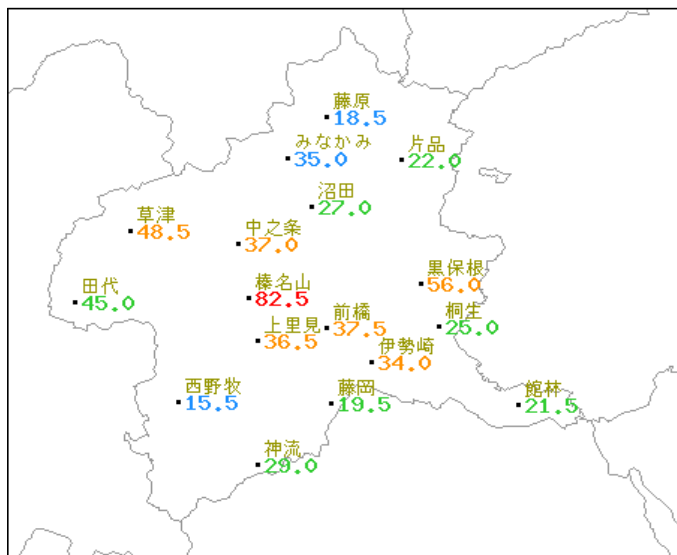 藤原
18.5
みなかみ
35.0
片品
22.0
沼田
27.0
草津
48.5
中之条
37.0
黒保根
56.0
田代
45.0
榛名山
82.5
桐生
25.0
前橋
37.5
上里見
36.5
伊勢崎
34.0
西野牧
15.5
藤岡
19.5
館林
21.5
神流
29.0